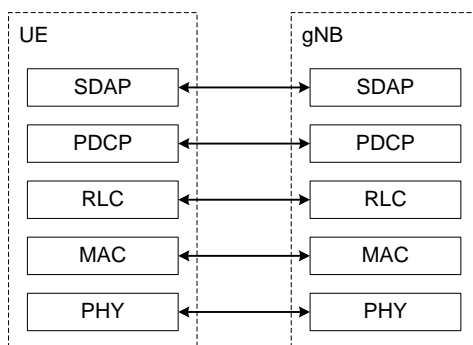 UE gNB
SDAP SDAP
PDCP PDCP
RLC RLC
MAC MAC
PHY PHY